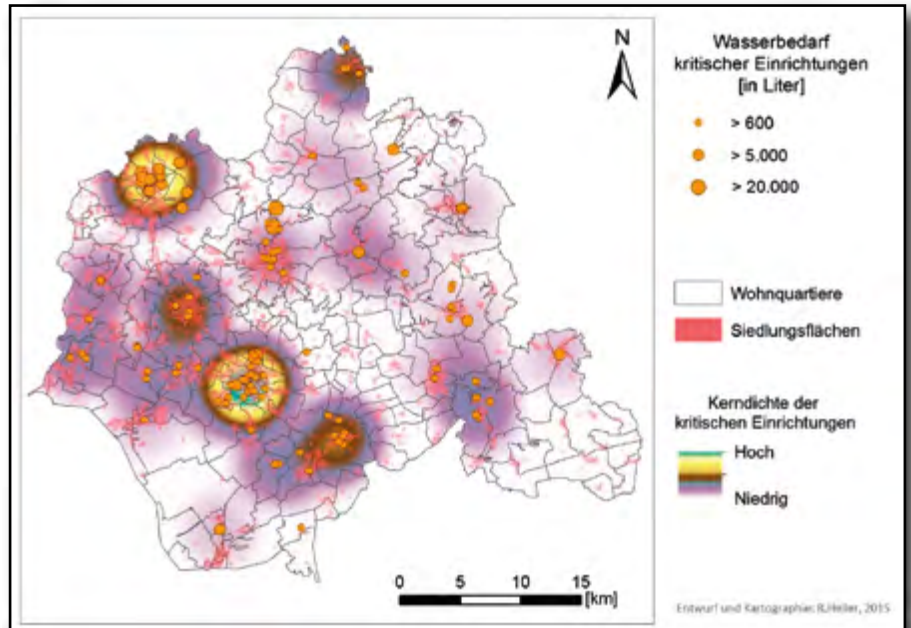 N
0 5 10 15
[km]
Wasserbedarf
kritischer Einrichtungen
[in Liter]
> 600
> 5.000
> 20.000
Wohnquartiere
Siedlungsflächen
Kerndichte der
kritischen Einrichtungen
Hoch
Niedrig
Entwurf und Kartographie: B.Heller, 2015